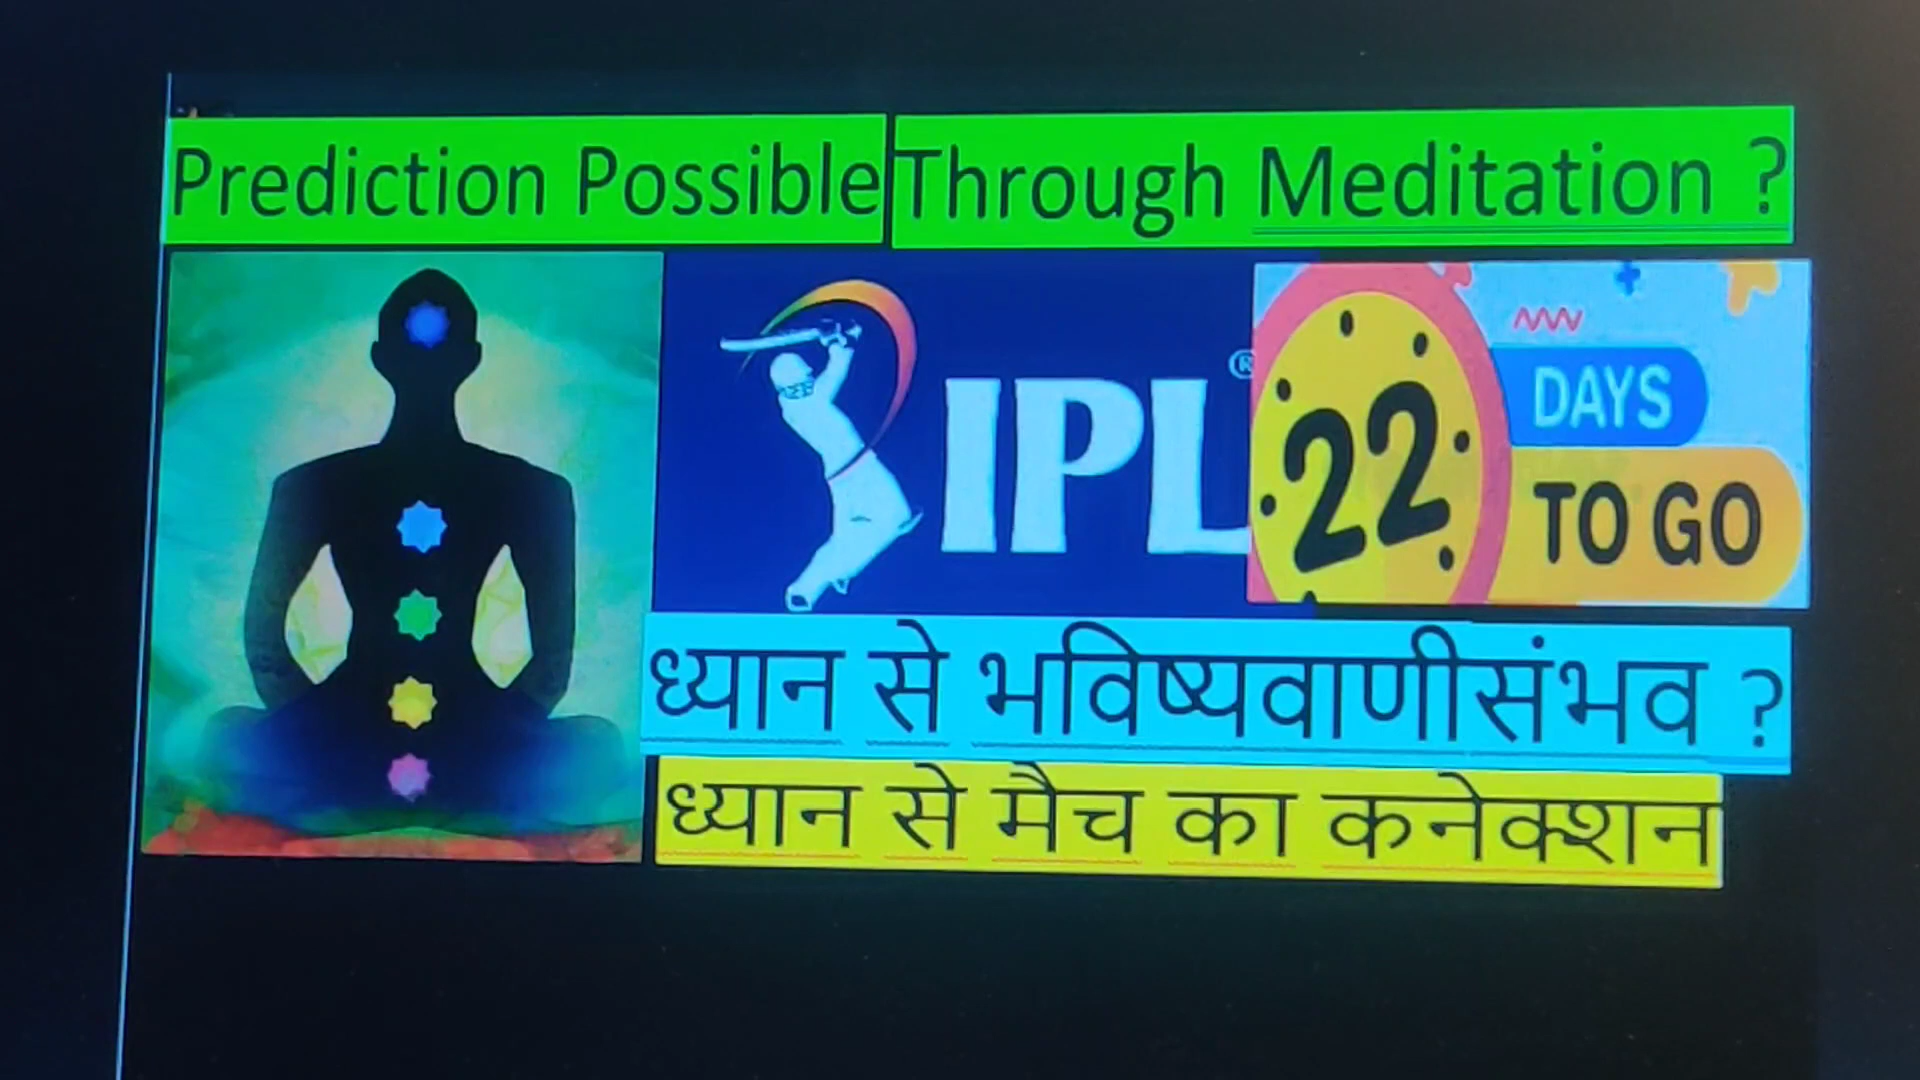 Prediction Possible Through Meditation ?
IPL
®
22
DAYS
TO GO
ध्यान से भविष्यवाणीसंभव ?
ध्यान से मैच का कनेक्शन